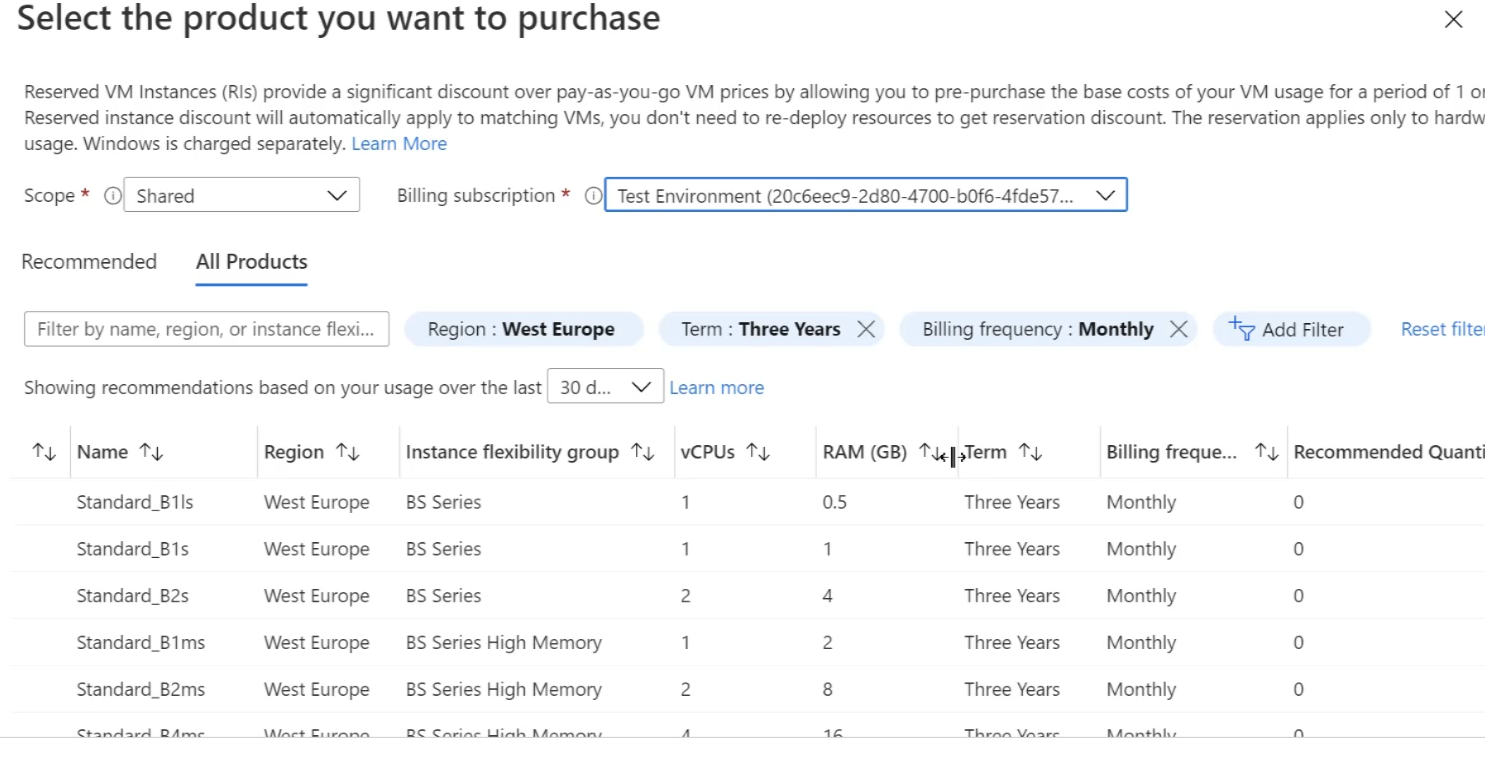 Select the product you want to purchase
Reserved VM Instances (RIs) provide a significant discount over pay-as-you-go VM prices by allowing you to pre-purchase the base costs of your VM usage for a period of 1 or
Reserved instance discount will automatically apply to matching VMs, you don't need to re-deploy resources to get reservation discount. The reservation applies only to hardw
usage. Windows is charged separately. Learn More
Scope * Shared Billing subscription * Test Environment (20c6eec9-2d80-4700-b0f6-4fde57...
Recommended All Products
Filter by name, region, or instance flexi... Region : West Europe Term : Three Years Billing frequency : Monthly Add Filter Reset filte
Showing recommendations based on your usage over the last 30 d... Learn more
Name Region Instance flexibility group vCPUs RAM (GB) Term Billing freque... Recommended Quanti
Standard_B1ls West Europe BS Series 1 0.5 Three Years Monthly 0
Standard_B1s West Europe BS Series 1 1 Three Years Monthly 0
Standard_B2s West Europe BS Series 2 4 Three Years Monthly 0
Standard_B1ms West Europe BS Series High Memory 1 2 Three Years Monthly 0
Standard_B2ms West Europe BS Series High Memory 2 8 Three Years Monthly 0
Standard_B4ms West Europe BS Series High Memory 4 16 Three Years Monthly 0